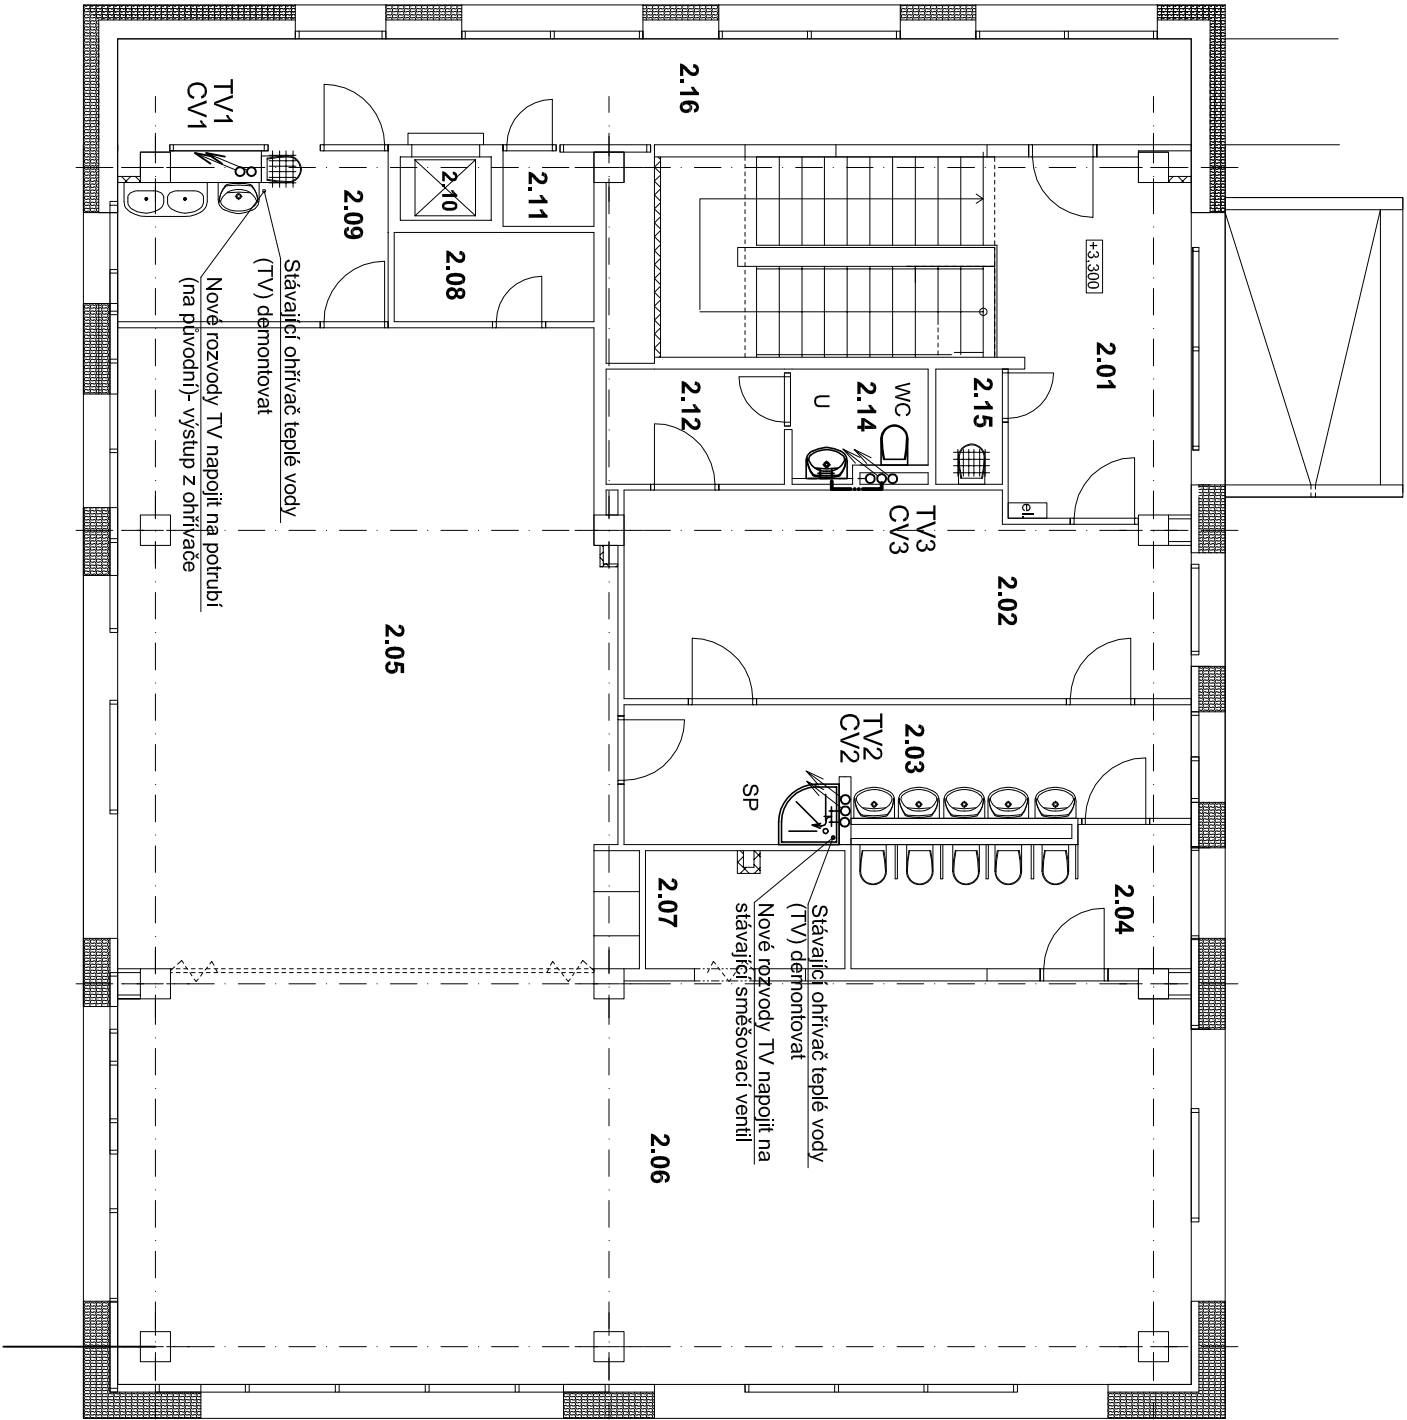 2.16
TV1
CV1
2.10
2.11
2.09
2.08
+3.300
2.01
Stávající ohřívač teplé vody
(TV) demontovat
Nové rozvody TV napojit na potrubí
(na původní)- výstup z ohřívače
2.12
U
2.14
WC
2.15
el.
TV3
CV3
2.02
2.05
TV2
CV2
2.03
SP
2.07
2.04
Stávající ohřívač teplé vody
(TV) demontovat
Nové rozvody TV napojit na
stávající směšovací ventil
2.06